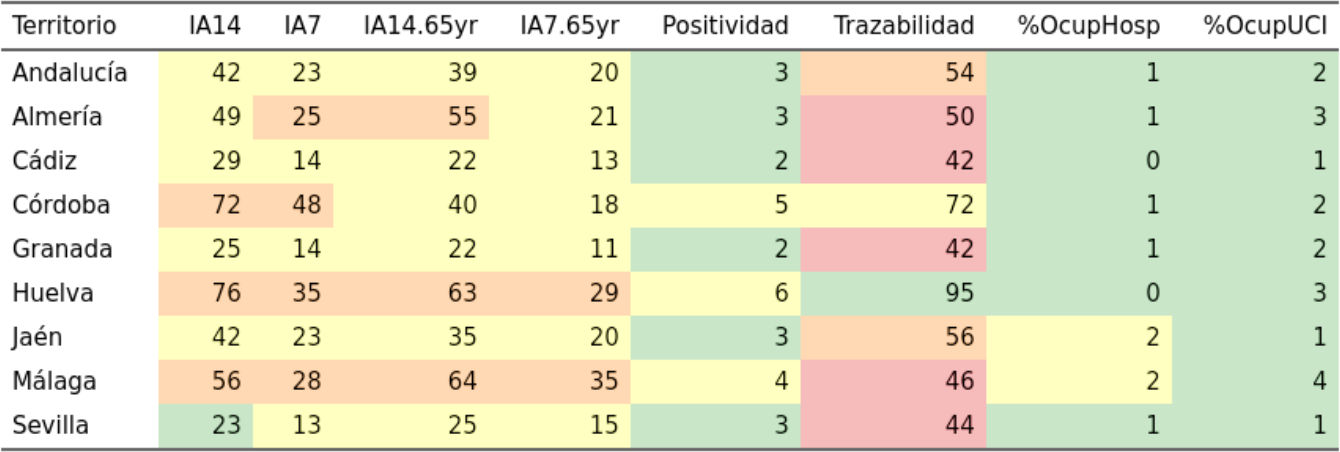 Territorio IA14 IA7 IA14.65yr IA7.65yr Positividad Trazabilidad %OcupHosp %OcupUCI
Andalucía 42 23 39 20 3 54 1 2
Almería 49 25 55 21 3 50 1 3
Cádiz 29 14 22 13 2 42 0 1
Córdoba 72 48 40 18 5 72 1 2
Granada 25 14 22 11 2 42 1 2
Huelva 76 35 63 29 6 95 0 3
Jaén 42 23 35 20 3 56 2 1
Málaga 56 28 64 35 4 46 2 4
Sevilla 23 13 25 15 3 44 1 1